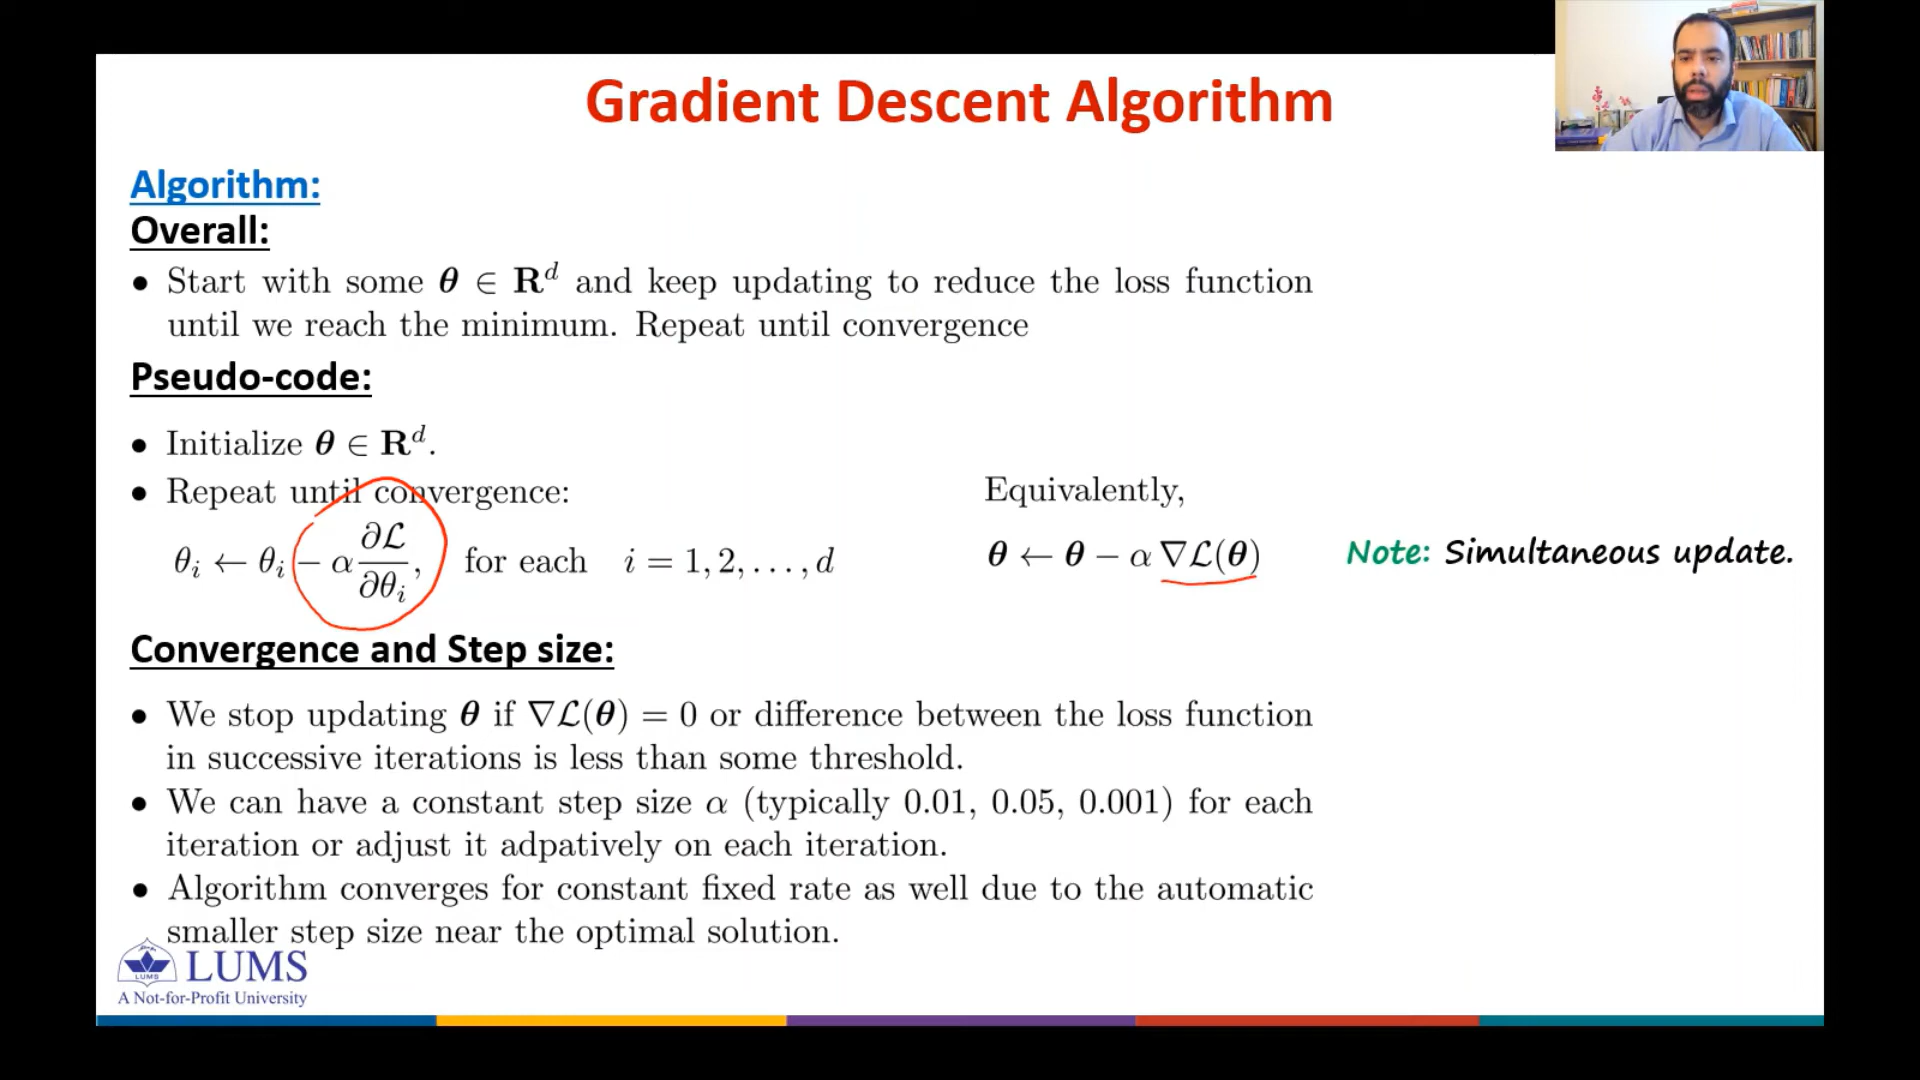 Gradient Descent Algorithm
Algorithm:
Overall:
• Start with some θ ∈ R^d and keep updating to reduce the loss function
until we reach the minimum. Repeat until convergence
Pseudo-code:
• Initialize θ ∈ R^d.
• Repeat until convergence:
θ_i ← θ_i − α ∂ℒ/∂θ_i, for each i = 1, 2, . . . , d
Equivalently,
θ ← θ − α ∇ℒ(θ)
Note: Simultaneous update.
Convergence and Step size:
• We stop updating θ if ∇ℒ(θ) = 0 or difference between the loss function
in successive iterations is less than some threshold.
• We can have a constant step size α (typically 0.01, 0.05, 0.001) for each
iteration or adjust it adpatively on each iteration.
• Algorithm converges for constant fixed rate as well due to the automatic
smaller step size near the optimal solution.
LUMS
LUMS
A Not-for-Profit University